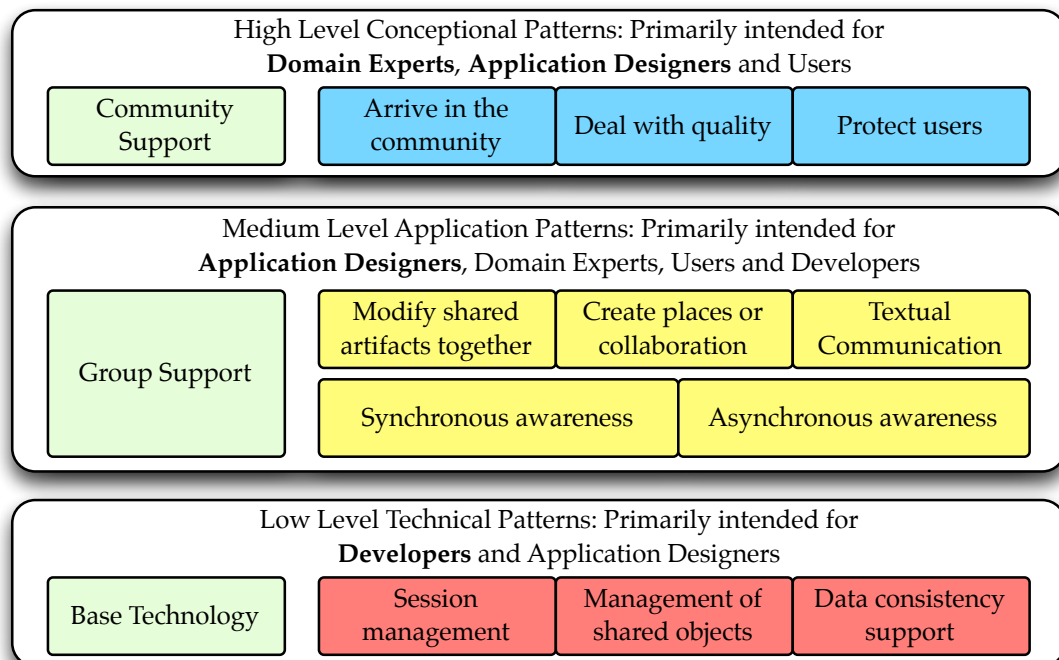 High Level Conceptional Patterns: Primarily intended for
Domain Experts, Application Designers and Users
Community
Support
Arrive in the
community
Deal with quality
Protect users
Medium Level Application Patterns: Primarily intended for
Application Designers, Domain Experts, Users and Developers
Group Support
Modify shared
artifacts together
Create places or
collaboration
Textual
Communication
Synchronous awareness
Asynchronous awareness
Low Level Technical Patterns: Primarily intended for
Developers and Application Designers
Base Technology
Session
management
Management of
shared objects
Data consistency
support